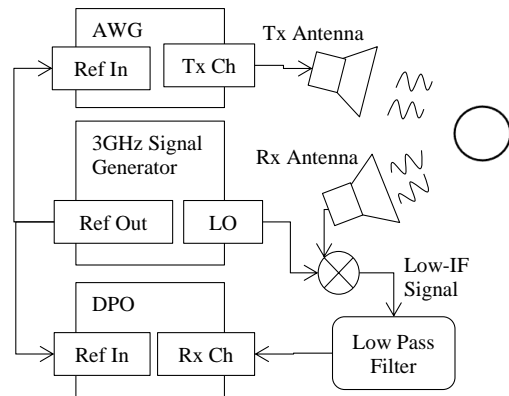 AWG
Ref In
Tx Ch
Tx Antenna
3GHz Signal
Generator
Ref Out
LO
Rx Antenna
Low-IF
Signal
DPO
Ref In
Rx Ch
Low Pass
Filter